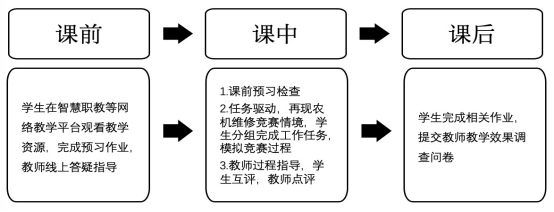 课前
课中
课后
学生在智慧职教等网
络教学平台观看教学
资源，完成预习作业，
教师线上答疑指导
1.课前预习检查
2.任务驱动，再现农
机维修竞赛情境，学
生分组完成工作任务，
模拟竞赛过程
3.教师过程指导，学
生互评，教师点评
学生完成相关作业，
提交教师教学效果调
查问卷